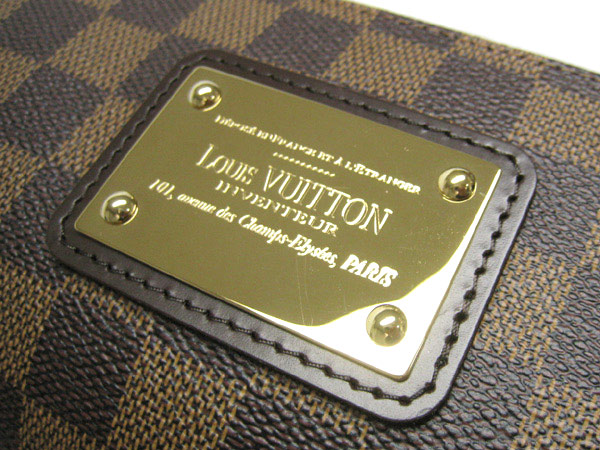 DÉPOSÉ EN FRANCE ET À L'ÉTRANGER
LOUIS VUITTON
INVENTEUR
101, avenue des Champs-Elysées, PARIS